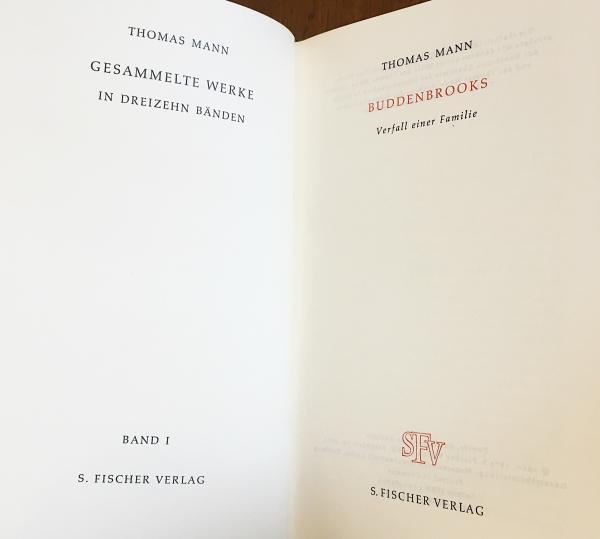 THOMAS MANN
GESAMMELTE WERKE
IN DREIZEHN BÄNDEN
BAND I
S. FISCHER VERLAG
THOMAS MANN
BUDDENBROOKS
Verfall einer Familie
SFV
S. FISCHER VERLAG